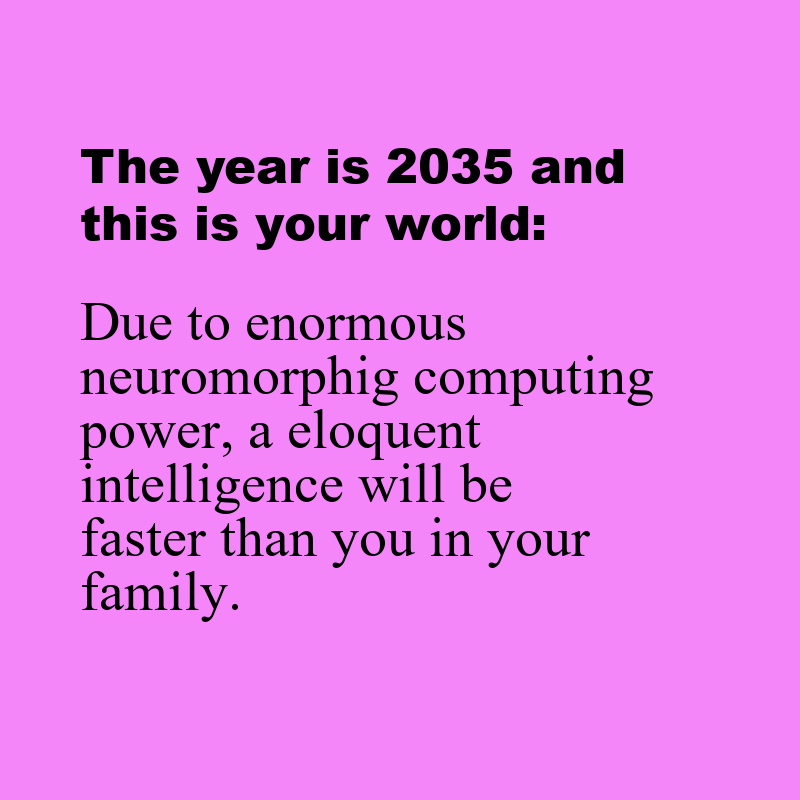 The year is 2035 and
this is your world:
Due to enormous
neuromorphig computing
power, a eloquent
intelligence will be
faster than you in your
family.